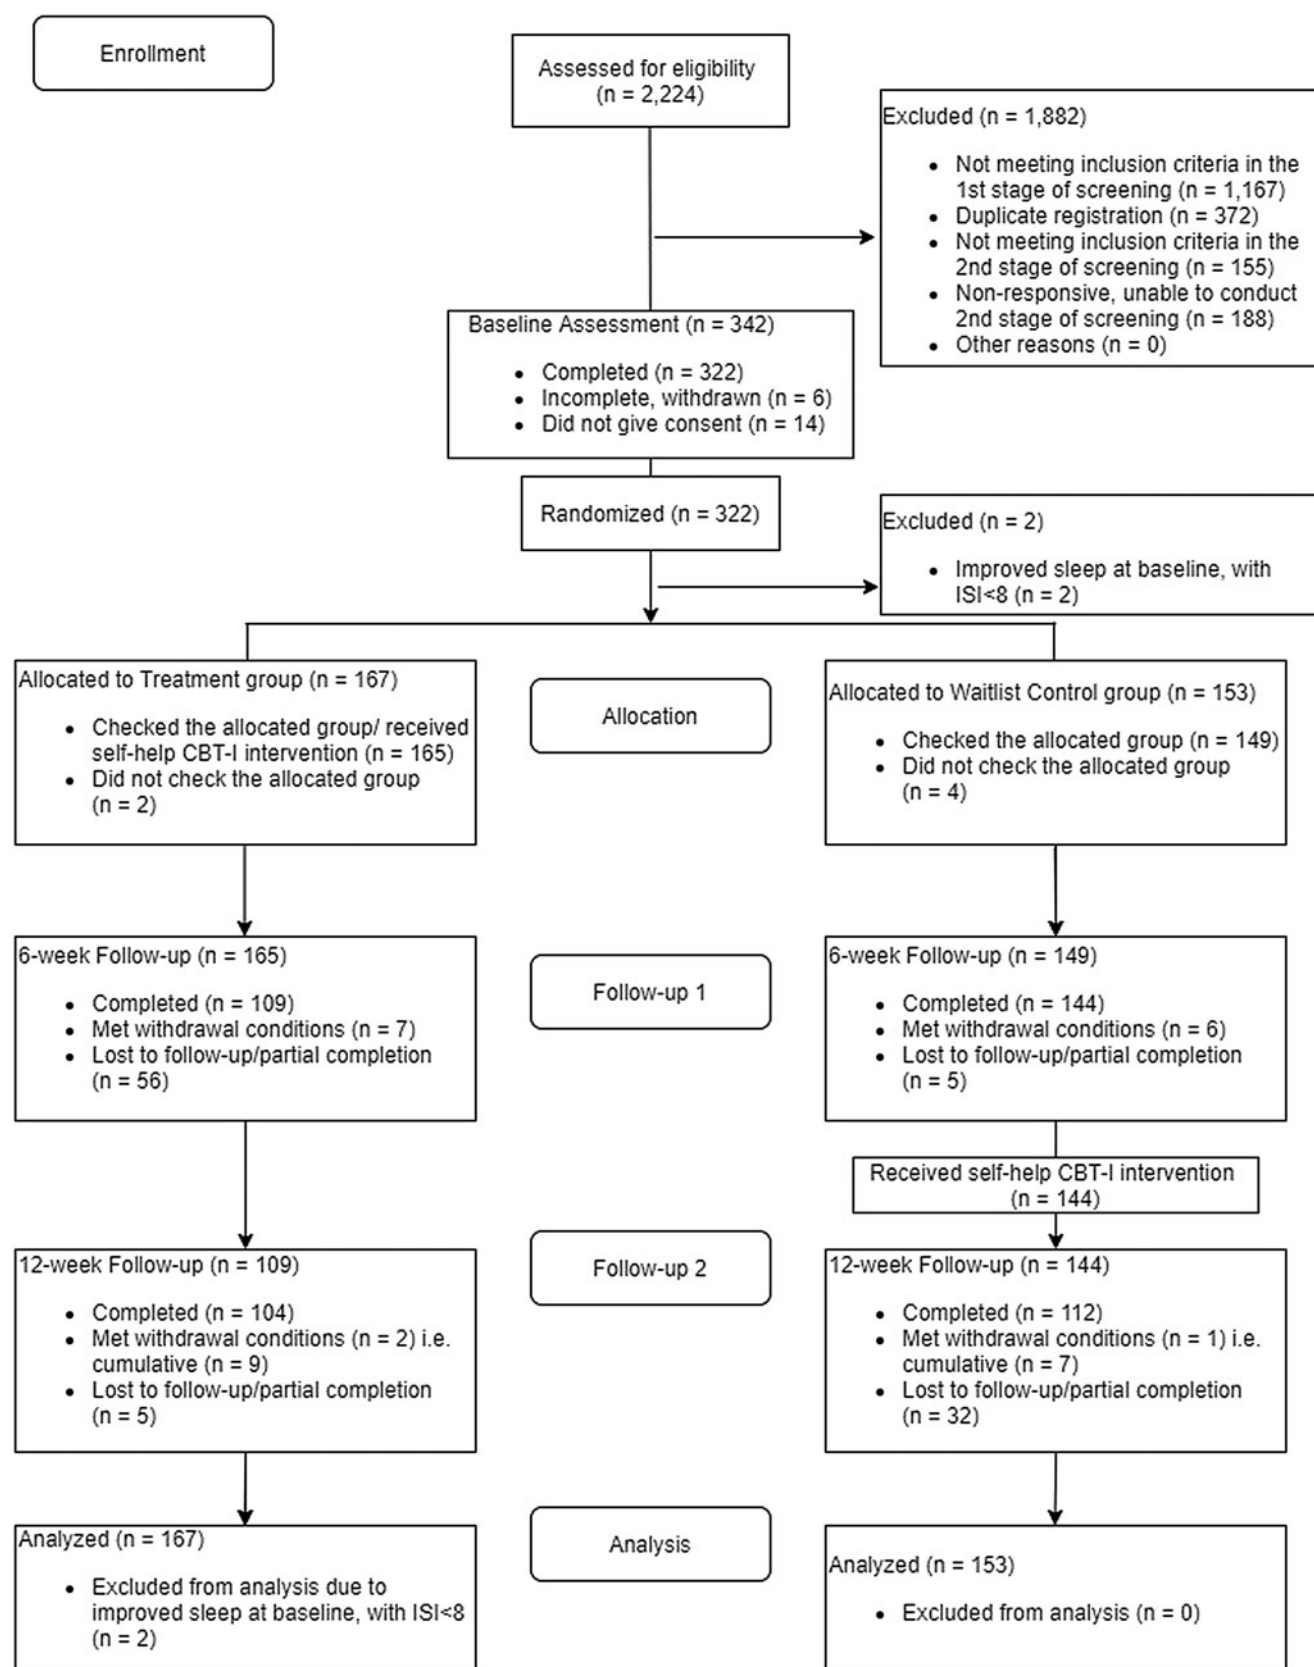 Enrollment
Assessed for eligibility
(n = 2,224)
Excluded (n = 1,882)
• Not meeting inclusion criteria in the
1st stage of screening (n = 1,167)
• Duplicate registration (n = 372)
• Not meeting inclusion criteria in the
2nd stage of screening (n = 155)
• Non-responsive, unable to conduct
2nd stage of screening (n = 188)
• Other reasons (n = 0)
Baseline Assessment (n = 342)
• Completed (n = 322)
• Incomplete, withdrawn (n = 6)
• Did not give consent (n = 14)
Randomized (n = 322)
Excluded (n = 2)
• Improved sleep at baseline, with
ISI<8 (n = 2)
Allocated to Treatment group (n = 167)
• Checked the allocated group/ received
self-help CBT-I intervention (n = 165)
• Did not check the allocated group
(n = 2)
Allocation
Allocated to Waitlist Control group (n = 153)
• Checked the allocated group (n = 149)
• Did not check the allocated group
(n = 4)
6-week Follow-up (n = 165)
• Completed (n = 109)
• Met withdrawal conditions (n = 7)
• Lost to follow-up/partial completion
(n = 56)
Follow-up 1
6-week Follow-up (n = 149)
• Completed (n = 144)
• Met withdrawal conditions (n = 6)
• Lost to follow-up/partial completion
(n = 5)
Received self-help CBT-I intervention
(n = 144)
12-week Follow-up (n = 109)
• Completed (n = 104)
• Met withdrawal conditions (n = 2) i.e.
cumulative (n = 9)
• Lost to follow-up/partial completion
(n = 5)
Follow-up 2
12-week Follow-up (n = 144)
• Completed (n = 112)
• Met withdrawal conditions (n = 1) i.e.
cumulative (n = 7)
• Lost to follow-up/partial completion
(n = 32)
Analyzed (n = 167)
• Excluded from analysis due to
improved sleep at baseline, with ISI<8
(n = 2)
Analysis
Analyzed (n = 153)
• Excluded from analysis (n = 0)